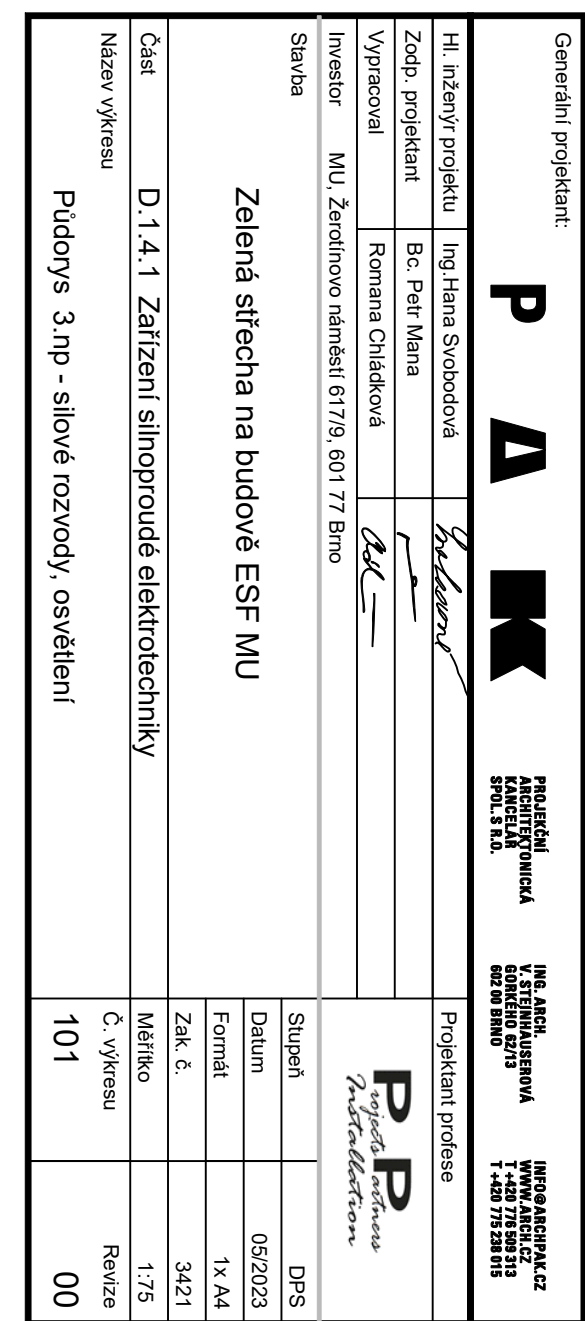 Generální projektant:
PAK
PROJEKČNÍ
ARCHITEKTONICKÁ
KANCELÁŘ
SPOL. S R.O.
ING. ARCH.
V. STEJNHAUSEROVÁ
GORKÉHO 62/13
602 00 BRNO
INFO@ARCHPAK.CZ
WWW.ARCH.CZ
T +420 776 509 313
T +420 775 238 015
Hl. inženýr projektu Ing.Hana Svobodová
Zodp. projektant Bc. Petr Mana
Vypracoval Romana Chládková
Projektant profese
P P
rojects artners
Installation
Investor MU, Žerotínovo náměstí 617/9, 601 77 Brno
Stavba Zelená střecha na budově ESF MU
Stupeň DPS
Datum 05/2023
Formát 1x A4
Zak. č. 3421
Část D.1.4.1 Zařízení silnoproudé elektrotechniky
Měřítko 1:75
Název výkresu
Půdorys 3.np - silové rozvody, osvětlení
Č. výkresu Revize
101 00